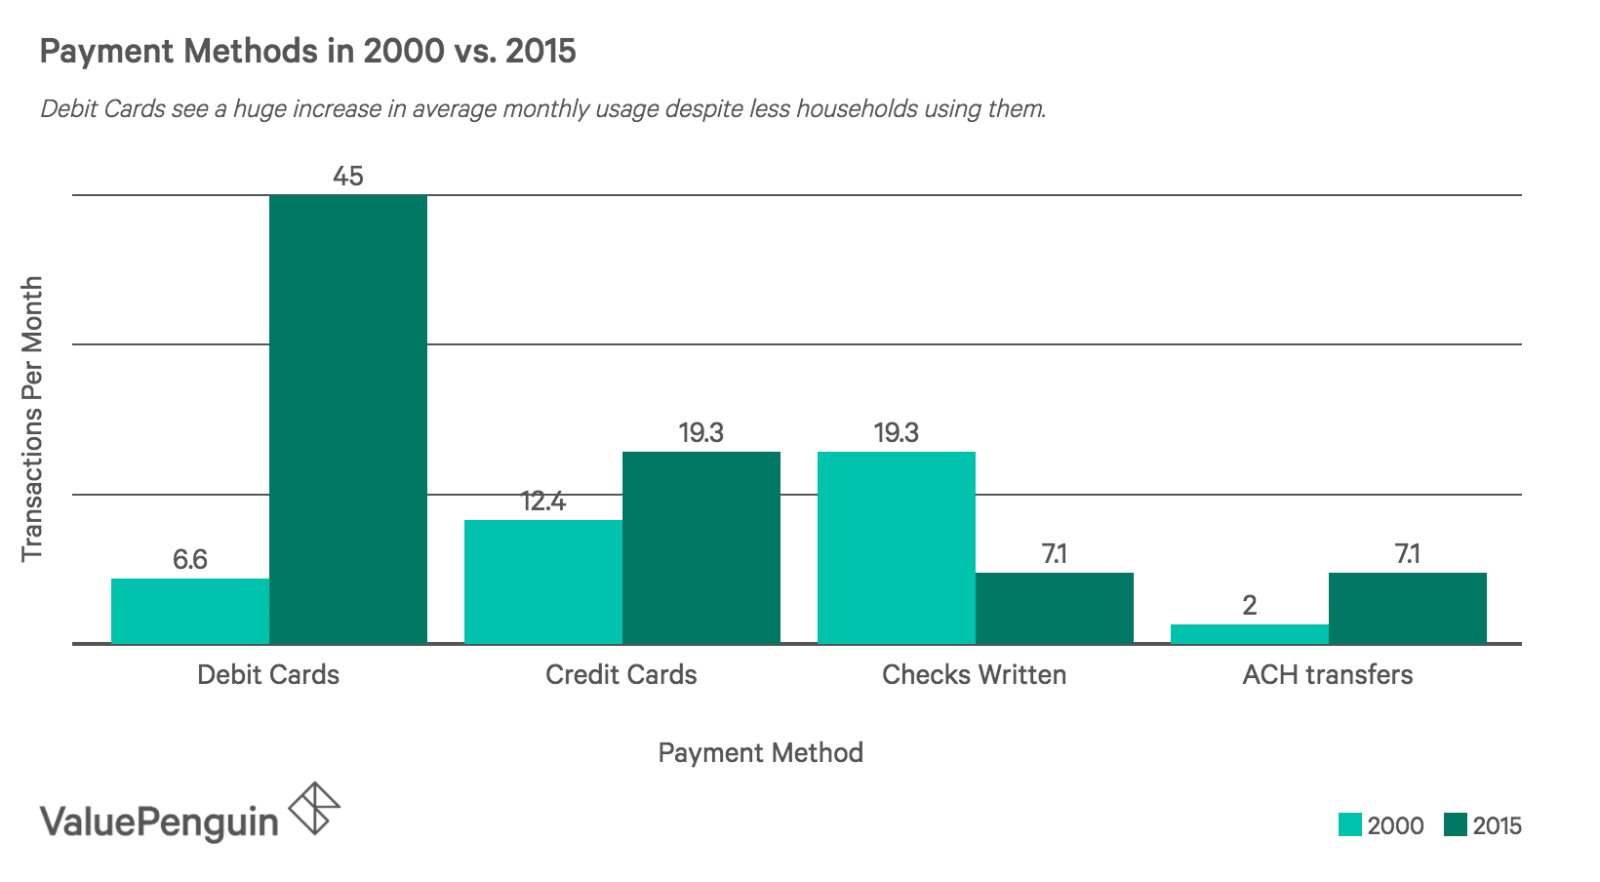 Payment Methods in 2000 vs. 2015
Debit Cards see a huge increase in average monthly usage despite less households using them.
Transactions Per Month
45
6.6
12.4
19.3
19.3
7.1
2
7.1
Debit Cards
Credit Cards
Checks Written
ACH transfers
Payment Method
ValuePenguin
2000
2015